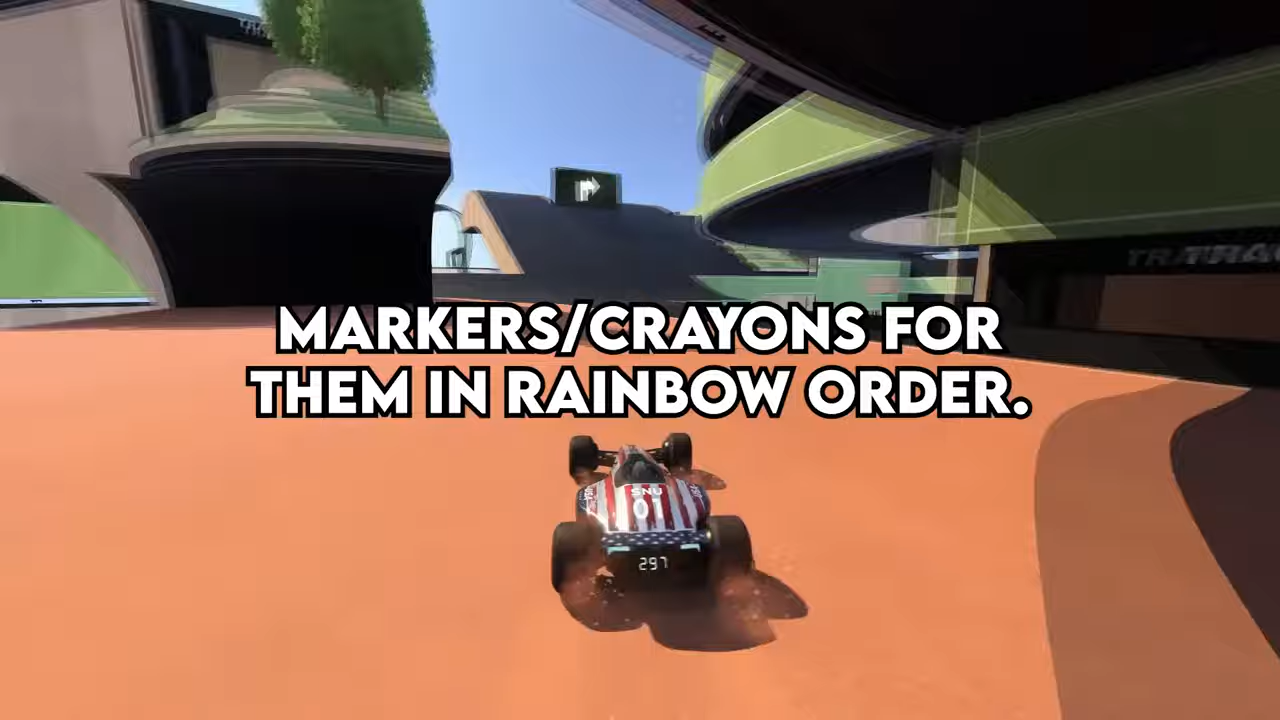 MARKERS/CRAYONS FOR
THEM IN RAINBOW ORDER.
SNU
01
297